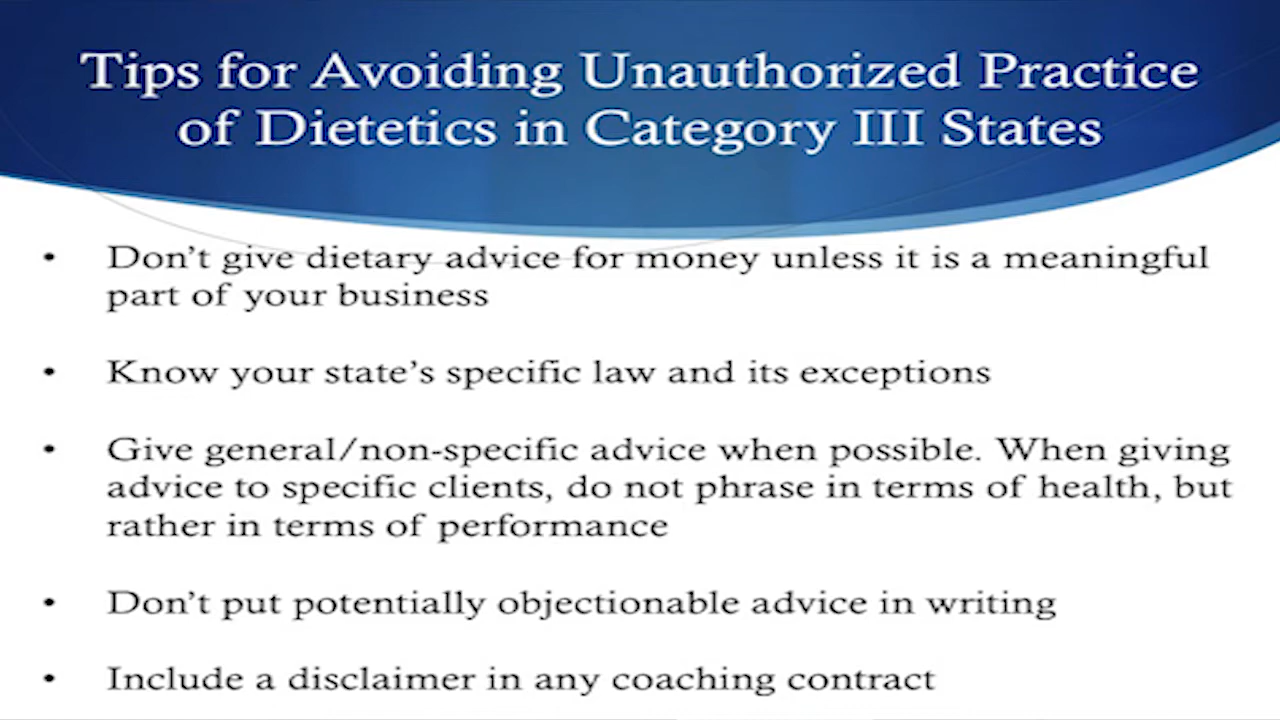 Tips for Avoiding Unauthorized Practice
of Dietetics in Category III States
• Don’t give dietary advice for money unless it is a meaningful
part of your business
• Know your state’s specific law and its exceptions
• Give general/non-specific advice when possible. When giving
advice to specific clients, do not phrase in terms of health, but
rather in terms of performance
• Don’t put potentially objectionable advice in writing
• Include a disclaimer in any coaching contract